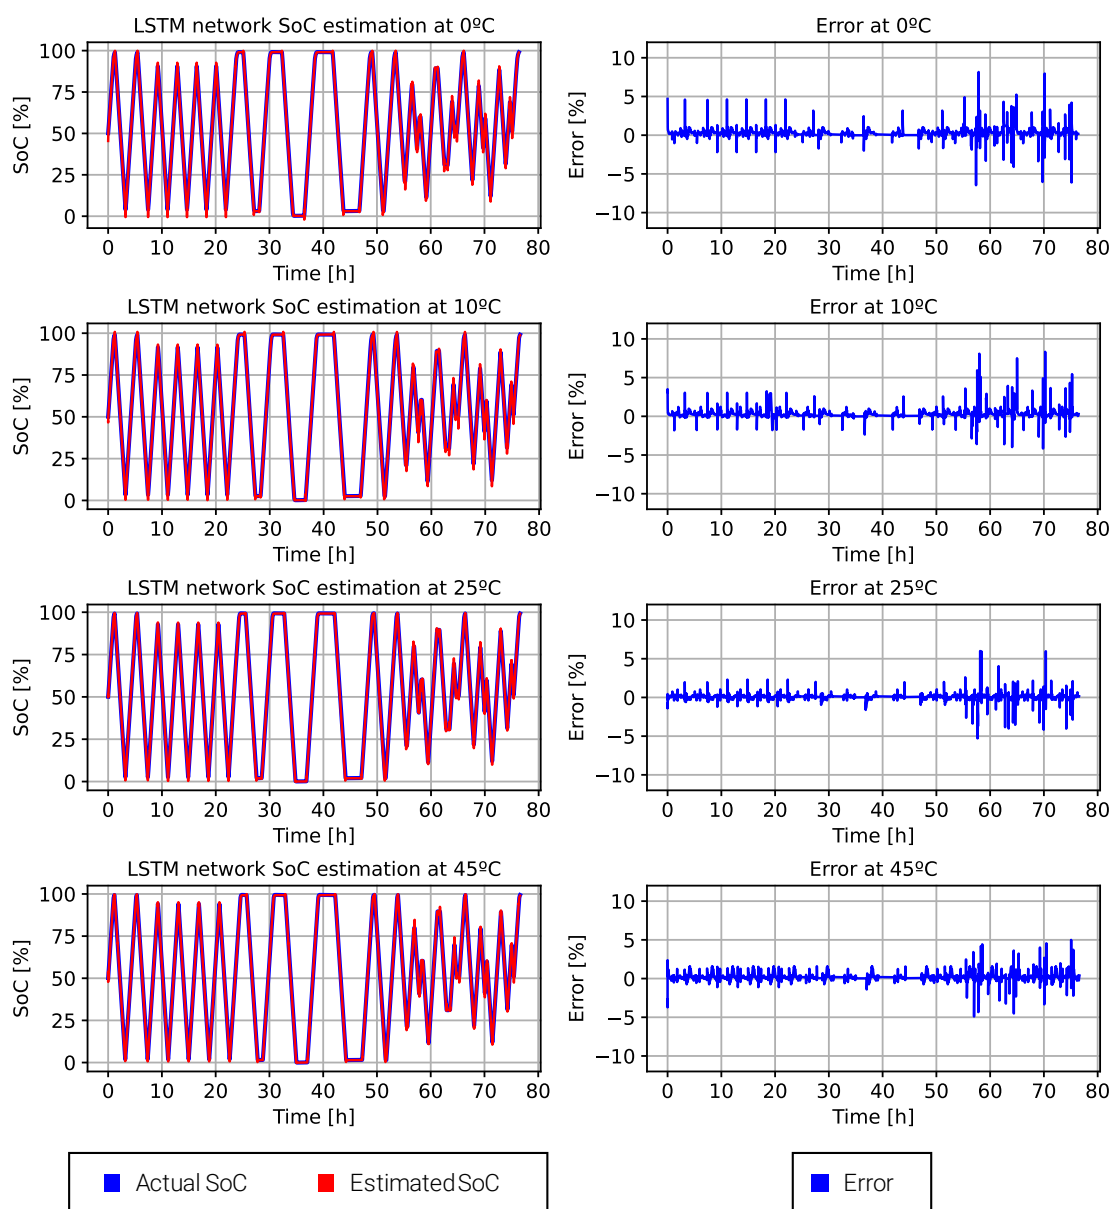 LSTM network SoC estimation at 0ºC
Error at 0ºC
100
75
50
25
0
SoC [%]
0 10 20 30 40 50 60 70 80
Time [h]
10
5
0
−5
−10
Error [%]
0 10 20 30 40 50 60 70 80
Time [h]
LSTM network SoC estimation at 10ºC
Error at 10ºC
100
75
50
25
0
SoC [%]
0 10 20 30 40 50 60 70 80
Time [h]
10
5
0
−5
−10
Error [%]
0 10 20 30 40 50 60 70 80
Time [h]
LSTM network SoC estimation at 25ºC
Error at 25ºC
100
75
50
25
0
SoC [%]
0 10 20 30 40 50 60 70 80
Time [h]
10
5
0
−5
−10
Error [%]
0 10 20 30 40 50 60 70 80
Time [h]
LSTM network SoC estimation at 45ºC
Error at 45ºC
100
75
50
25
0
SoC [%]
0 10 20 30 40 50 60 70 80
Time [h]
10
5
0
−5
−10
Error [%]
0 10 20 30 40 50 60 70 80
Time [h]
Actual SoC
Estimated SoC
Error